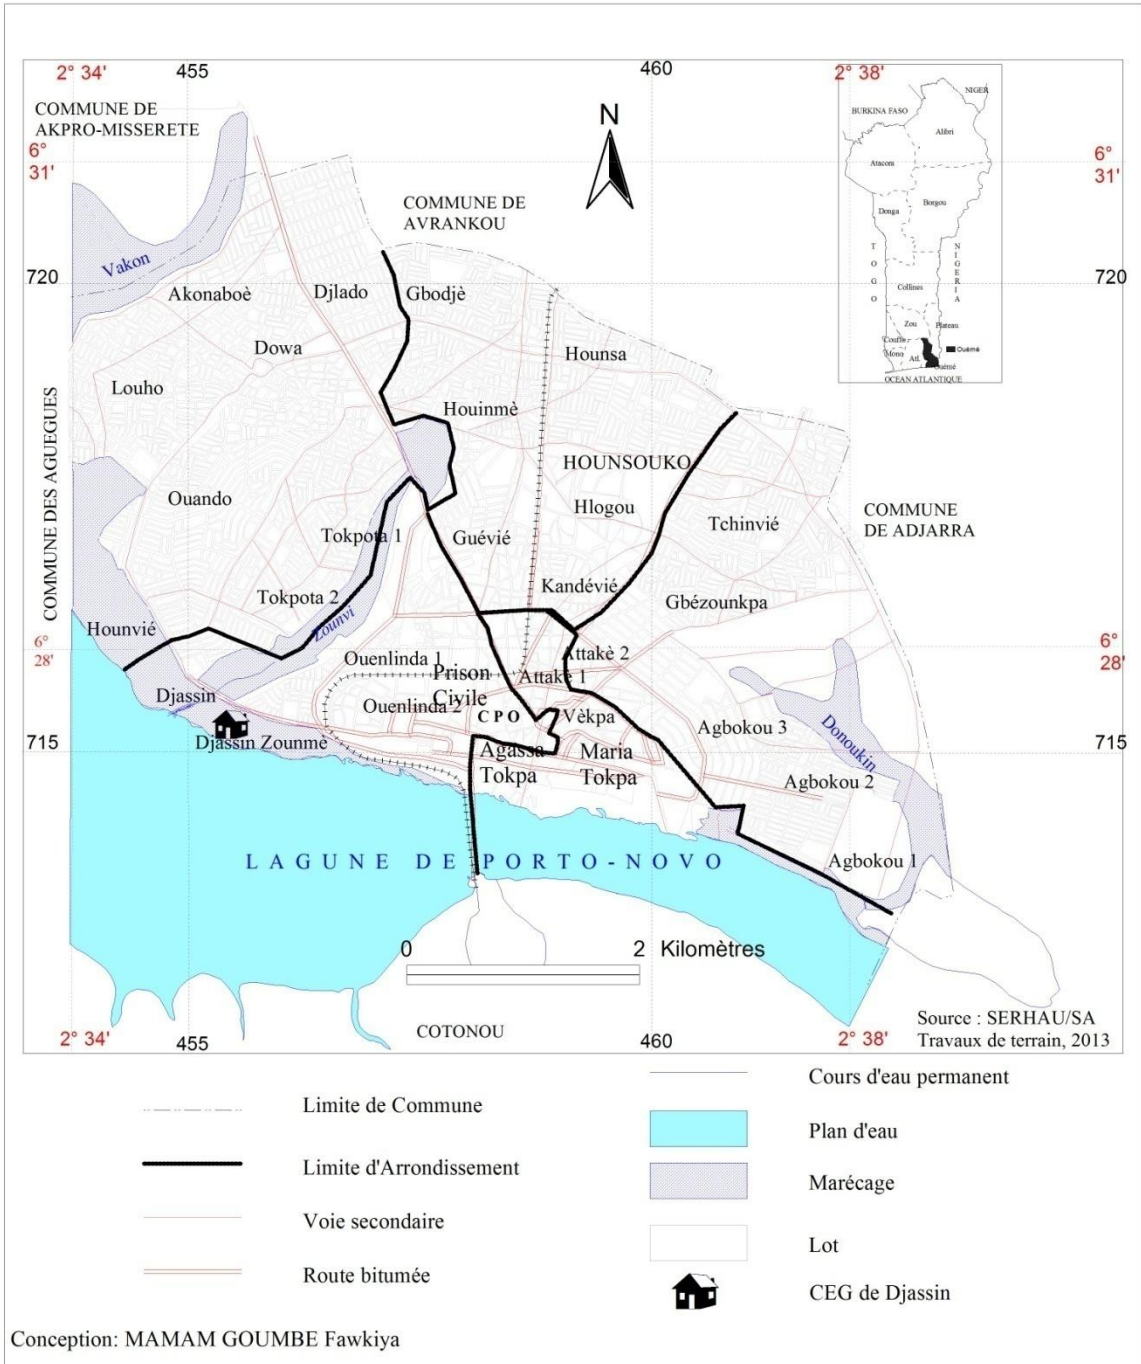 2° 34'
455
460
2° 38'
COMMUNE DE
AKPRO-MISSERETE
6°
31'
N
6°
31'
COMMUNE DE
AVRANKOU
BURKINA FASO
NIGER
Alibri
Atacora
Borgou
Donga
TOGO
NIGERIA
Collines
Zou
Plateau
Couffo
Mono
Atl.
Ouémé
Ouémé
OCEAN ATLANTIQUE
Vakon
720
720
Akonaboè
Djlado
Gbodjè
Dowa
Hounsa
Louho
Houinmè
COMMUNE DES AGUEGUES
HOUNSOUKO
Ouando
Hlogou
Tchinvié
COMMUNE
DE ADJARRA
Tokpota 1
Guévié
Kandévié
Tokpota 2
Gbézounkpa
Hounvié
Zounvi
6°
28'
6°
28'
Ouenlinda 1
Attakè 2
Prison
Civile
Attakè 1
Djassin
Ouenlinda 2
CPO
Vèkpa
Agbokou 3
Donoukin
Djassin Zounmè
715
Agassa
Tokpa
Maria
Tokpa
Agbokou 2
LAGUNE DE PORTO-NOVO
Agbokou 1
0
2 Kilomètres
COTONOU
Source : SERHAU/SA
Travaux de terrain, 2013
2° 34'
455
460
2° 38'
Limite de Commune
Limite d'Arrondissement
Voie secondaire
Route bitumée
Cours d'eau permanent
Plan d'eau
Marécage
Lot
CEG de Djassin
Conception: MAMAM GOUMBE Fawkiya